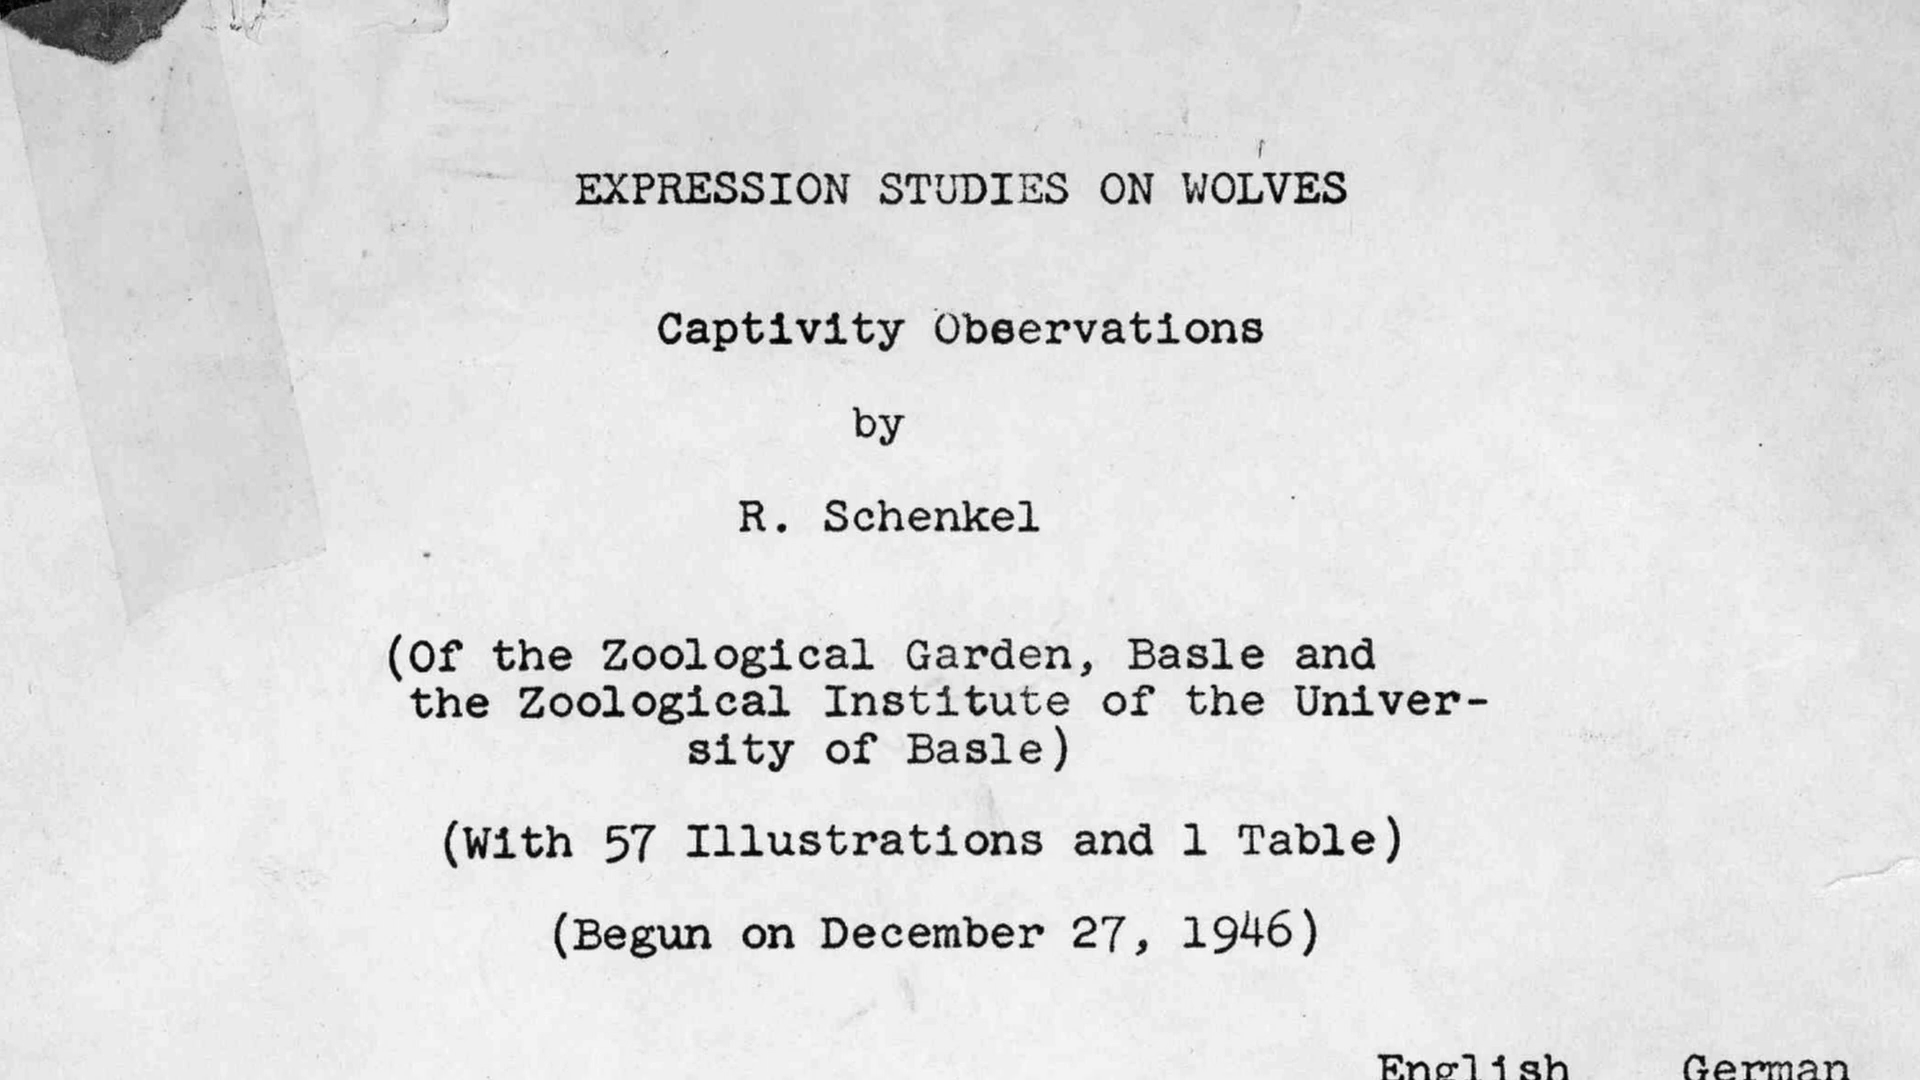 EXPRESSION STUDIES ON WOLVES
Captivity Observations
by
R. Schenkel
(Of the Zoological Garden, Basle and
the Zoological Institute of the Univer-
sity of Basle)
(With 57 Illustrations and 1 Table)
(Begun on December 27, 1946)
English German